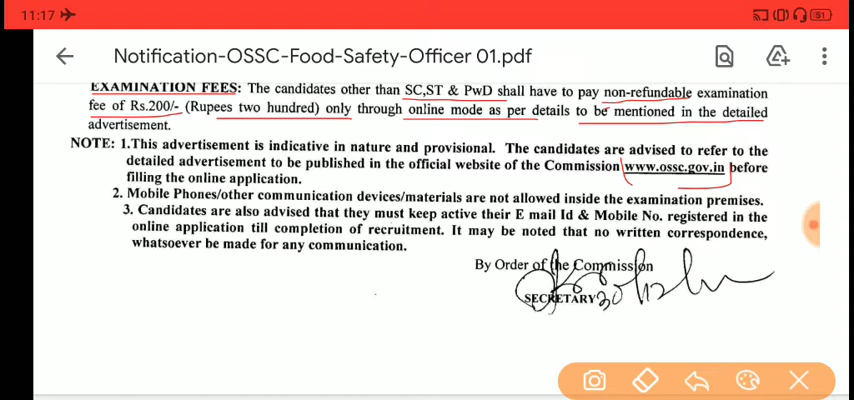 11:17
51
Notification-OSSC-Food-Safety-Officer 01.pdf
EXAMINATION FEES: The candidates other than SC,ST & PwD shall have to pay non-refundable examination
fee of Rs.200/- (Rupees two hundred) only through online mode as per details to be mentioned in the detailed
advertisement.
NOTE: 1.This advertisement is indicative in nature and provisional. The candidates are advised to refer to the
detailed advertisement to be published in the official website of the Commission www.ossc.gov.in before
filling the online application.
2. Mobile Phones/other communication devices/materials are not allowed inside the examination premises.
3. Candidates are also advised that they must keep active their E mail Id & Mobile No. registered in the
online application till completion of recruitment. It may be noted that no written correspondence,
whatsoever be made for any communication.
By Order of the Commission
SECRETARY